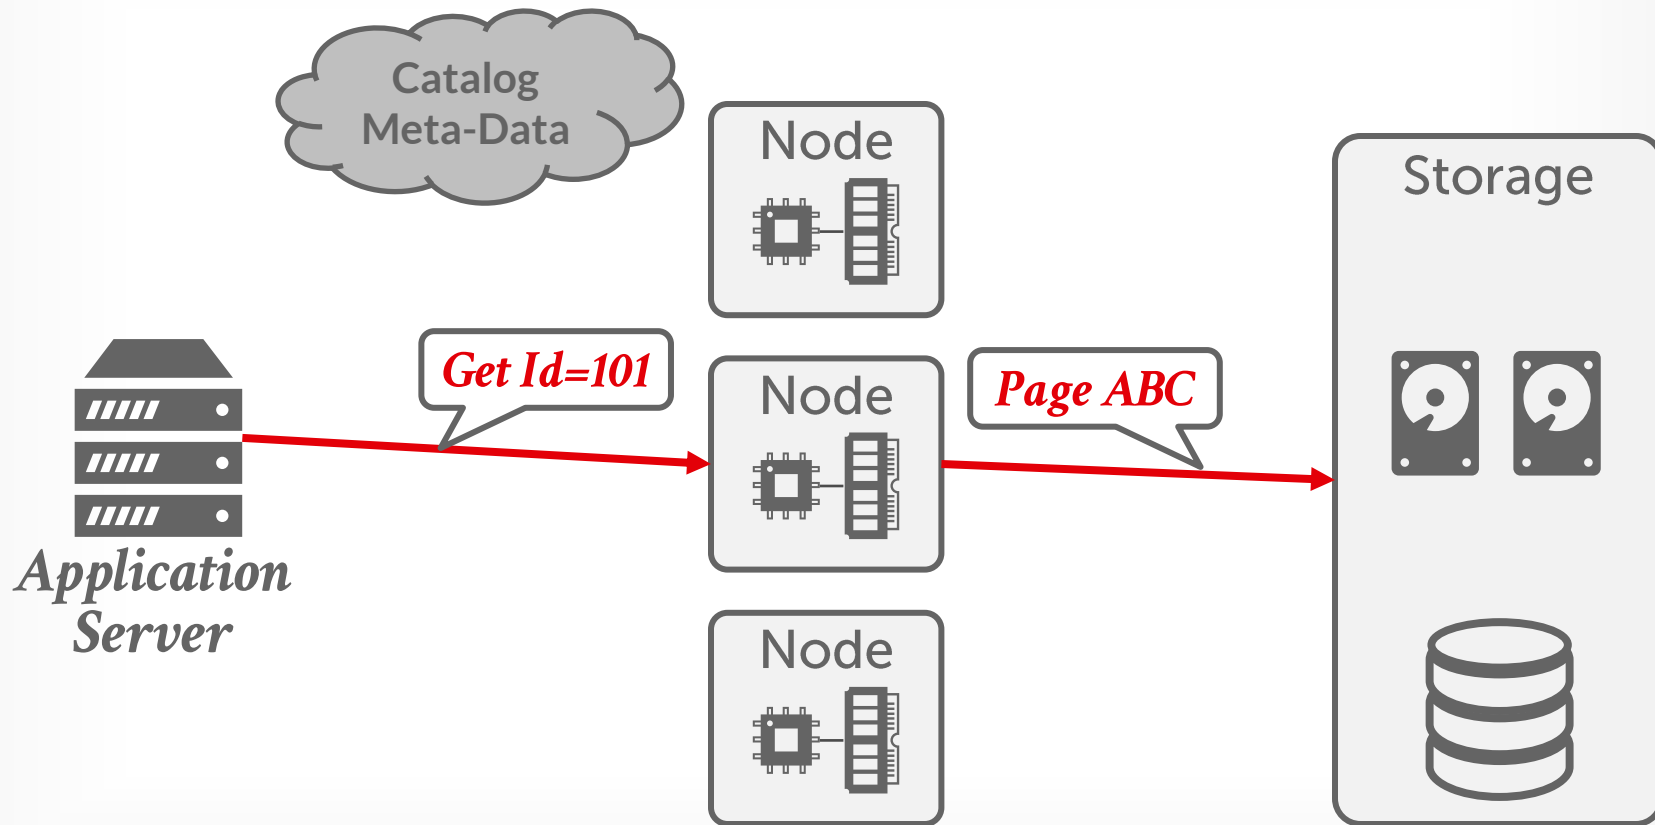 Catalog
Meta-Data
Node
Storage
Get Id=101
Node
Page ABC
Application
Server
Node